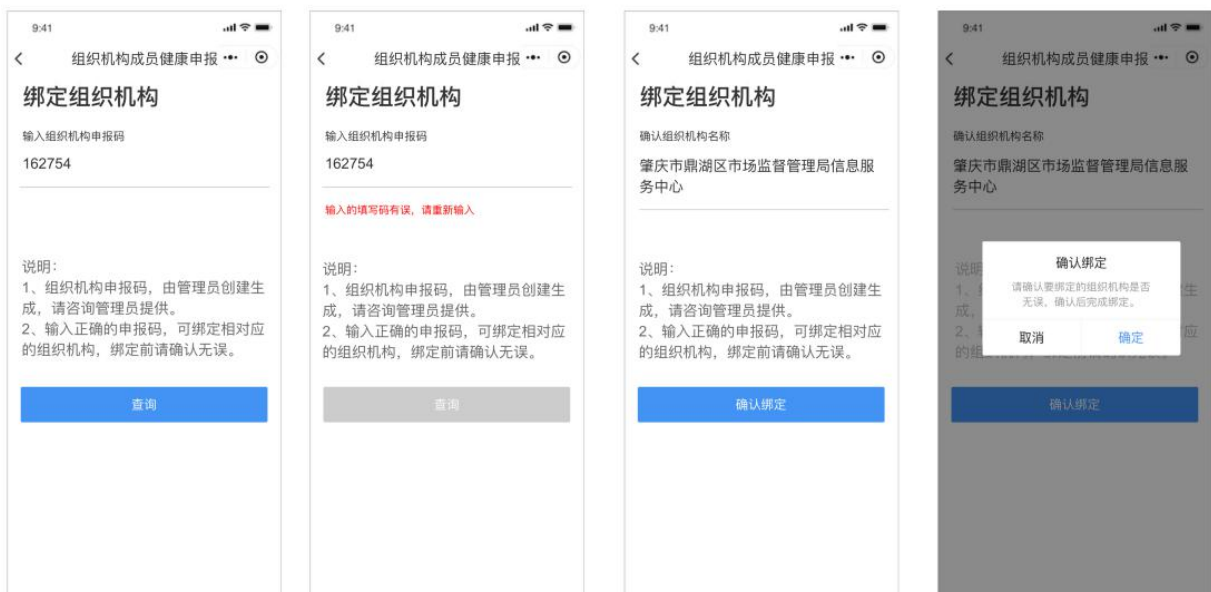 9:41
组织机构成员健康申报
绑定组织机构
输入组织机构申报码
162754
说明：
1、组织机构申报码，由管理员创建生
成，请咨询管理员提供。
2、输入正确的申报码，可绑定相对应
的组织机构，绑定前请确认无误。
查询
9:41
组织机构成员健康申报
绑定组织机构
输入组织机构申报码
162754
输入的填写码有误，请重新输入
说明：
1、组织机构申报码，由管理员创建生
成，请咨询管理员提供。
2、输入正确的申报码，可绑定相对应
的组织机构，绑定前请确认无误。
查询
9:41
组织机构成员健康申报
绑定组织机构
确认组织机构名称
肇庆市鼎湖区市场监督管理局信息服
务中心
说明：
1、组织机构申报码，由管理员创建生
成，请咨询管理员提供。
2、输入正确的申报码，可绑定相对应
的组织机构，绑定前请确认无误。
确认绑定
9:41
组织机构成员健康申报
绑定组织机构
确认组织机构名称
肇庆市鼎湖区市场监督管理局信息服
务中心
确认绑定
请确认要绑定的组织机构是否
无误，确认后完成绑定。
取消
确定
说明
1、
生
成，
2、
应
的组
确认绑定